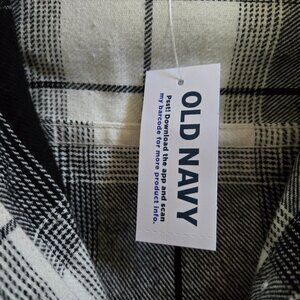 OLD NAVY
Psst! Download the app and scan
my barcode for more product info.